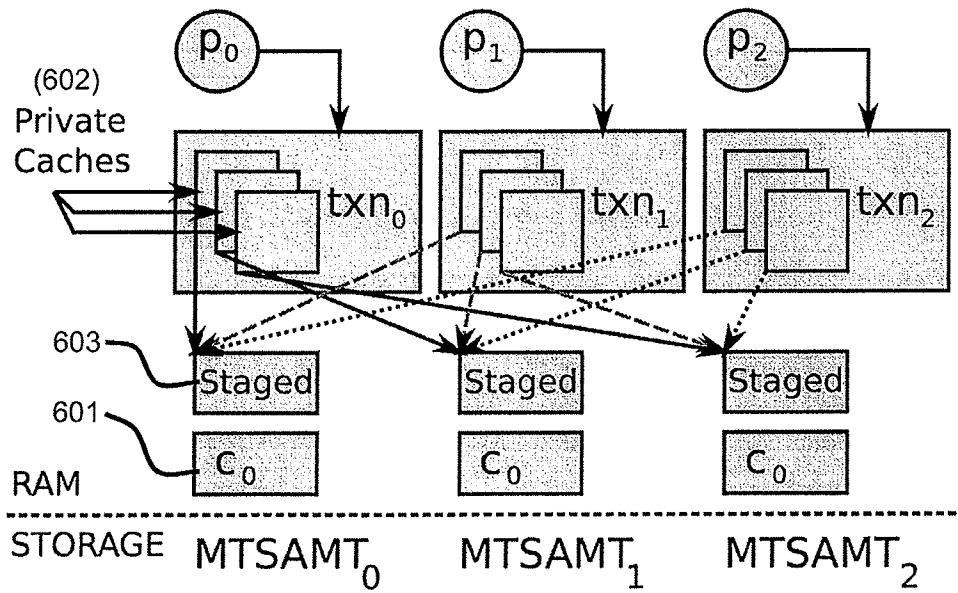 p0 p1 p2
(602)
Private
Caches
txn0 txn1 txn2
603
Staged Staged Staged
601
c0 c0 c0
RAM
STORAGE MTSAMT0 MTSAMT1 MTSAMT2